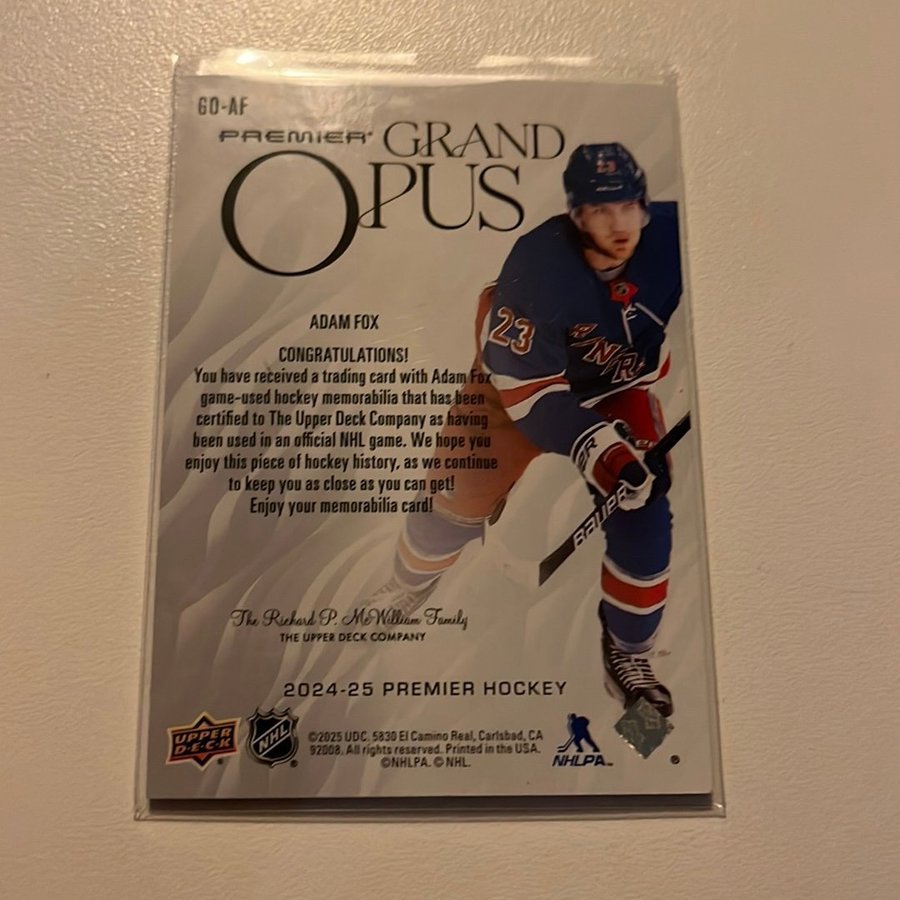 GO-AF
PREMIER GRAND
OPUS
23
23
ADAM FOX
CONGRATULATIONS!
You have received a trading card with Adam Fox
game-used hockey memorabilia that has been
certified to The Upper Deck Company as having
been used in an official NHL game. We hope you
enjoy this piece of hockey history, as we continue
to keep you as close as you can get!
Enjoy your memorabilia card!
BAUER
The Richard P. McWilliam Family
THE UPPER DECK COMPANY
2024-25 PREMIER HOCKEY
UPPER
D·E·C·K
NHL
©2025 UDC. 5830 El Camino Real, Carlsbad, CA
92008. All rights reserved. Printed in the USA.
©NHLPA. © NHL.
NHLPA™